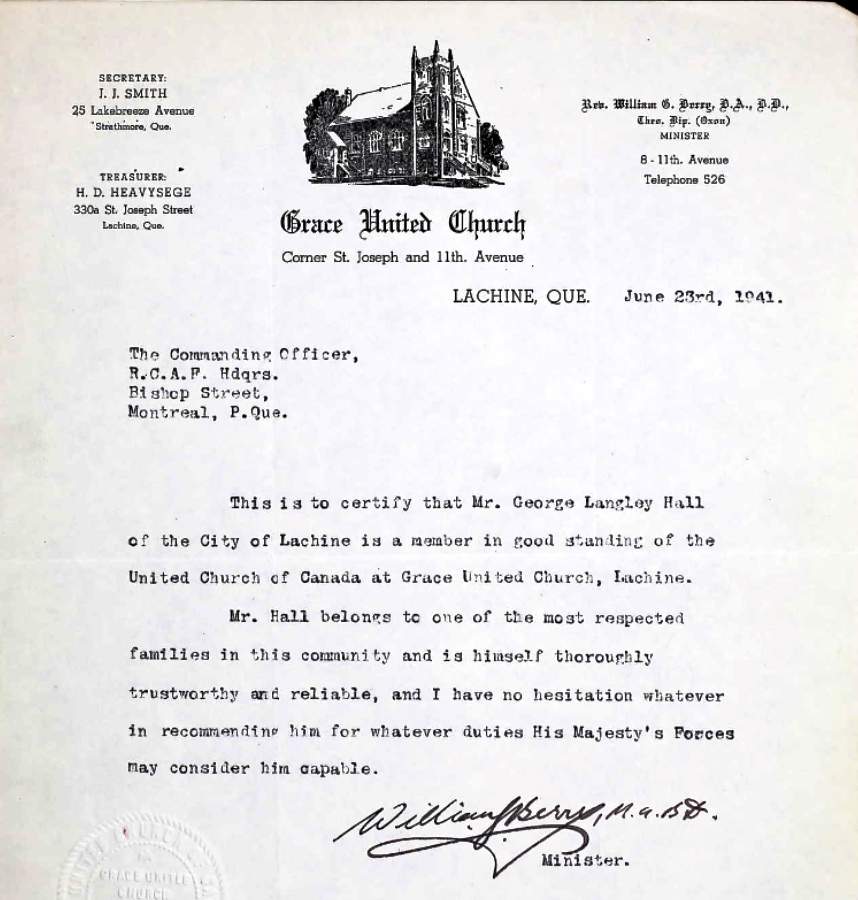 SECRETARY:
J. J. SMITH
25 Lakebreeze Avenue
Strathmore, Que.
TREASURER:
H. D. HEAVYSEGE
330a St. Joseph Street
Lachine, Que.
Rev. William G. Berry, B.A., B.D.,
Theo. Dip. (Oxon)
MINISTER
8 - 11th. Avenue
Telephone 526
Grace United Church
Corner St. Joseph and 11th. Avenue
LACHINE, QUE. June 23rd, 1941.
The Commanding Officer,
R.C.A.F. Hdqrs.
Bishop Street,
Montreal, P.Que.
This is to certify that Mr. George Langley Hall
of the City of Lachine is a member in good standing of the
United Church of Canada at Grace United Church, Lachine.
Mr. Hall belongs to one of the most respected
families in this community and is himself thoroughly
trustworthy and reliable, and I have no hesitation whatever
in recommending him for whatever duties His Majesty's Forces
may consider him capable.
William G Berry, M.A. B.D.
Minister.
UNITED CHURCH OF
GRACE UNITED
CHURCH